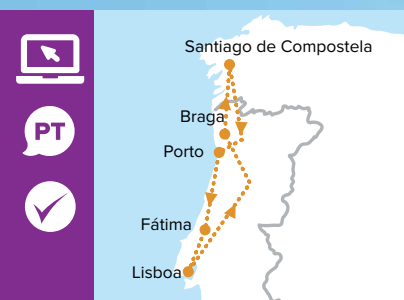 Santiago de Compostela
Braga
PT
Porto
Fátima
Lisboa